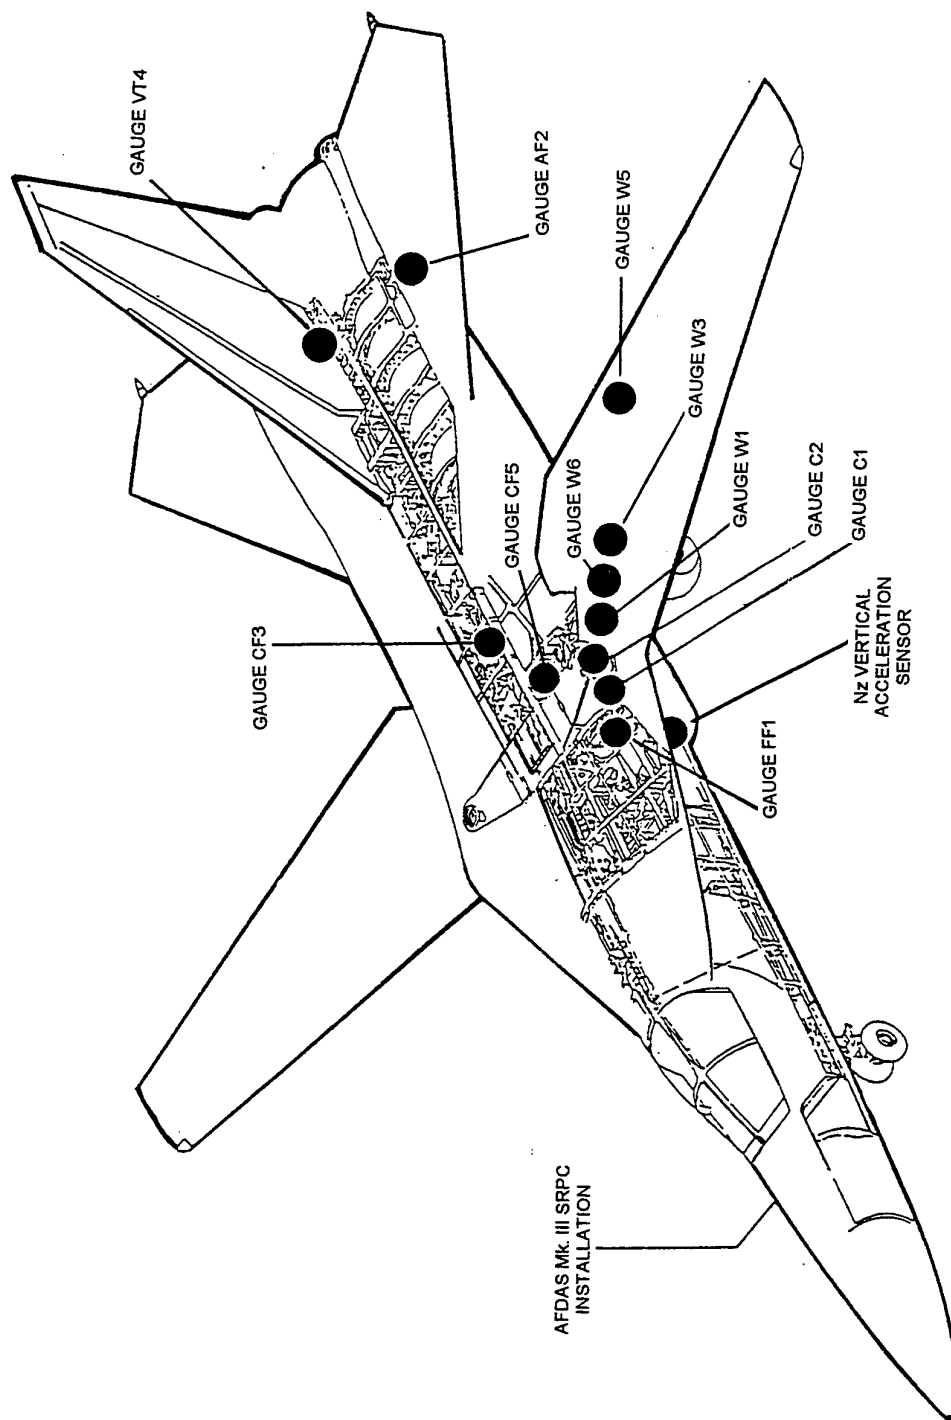 GAUGE VT4
GAUGE AF2
GAUGE W5
GAUGE W3
GAUGE CF5
GAUGE W6
GAUGE W1
GAUGE C2
GAUGE C1
GAUGE CF3
Nz VERTICAL
ACCELERATION
SENSOR
GAUGE FF1
AFDAS Mk. III SRPC
INSTALLATION